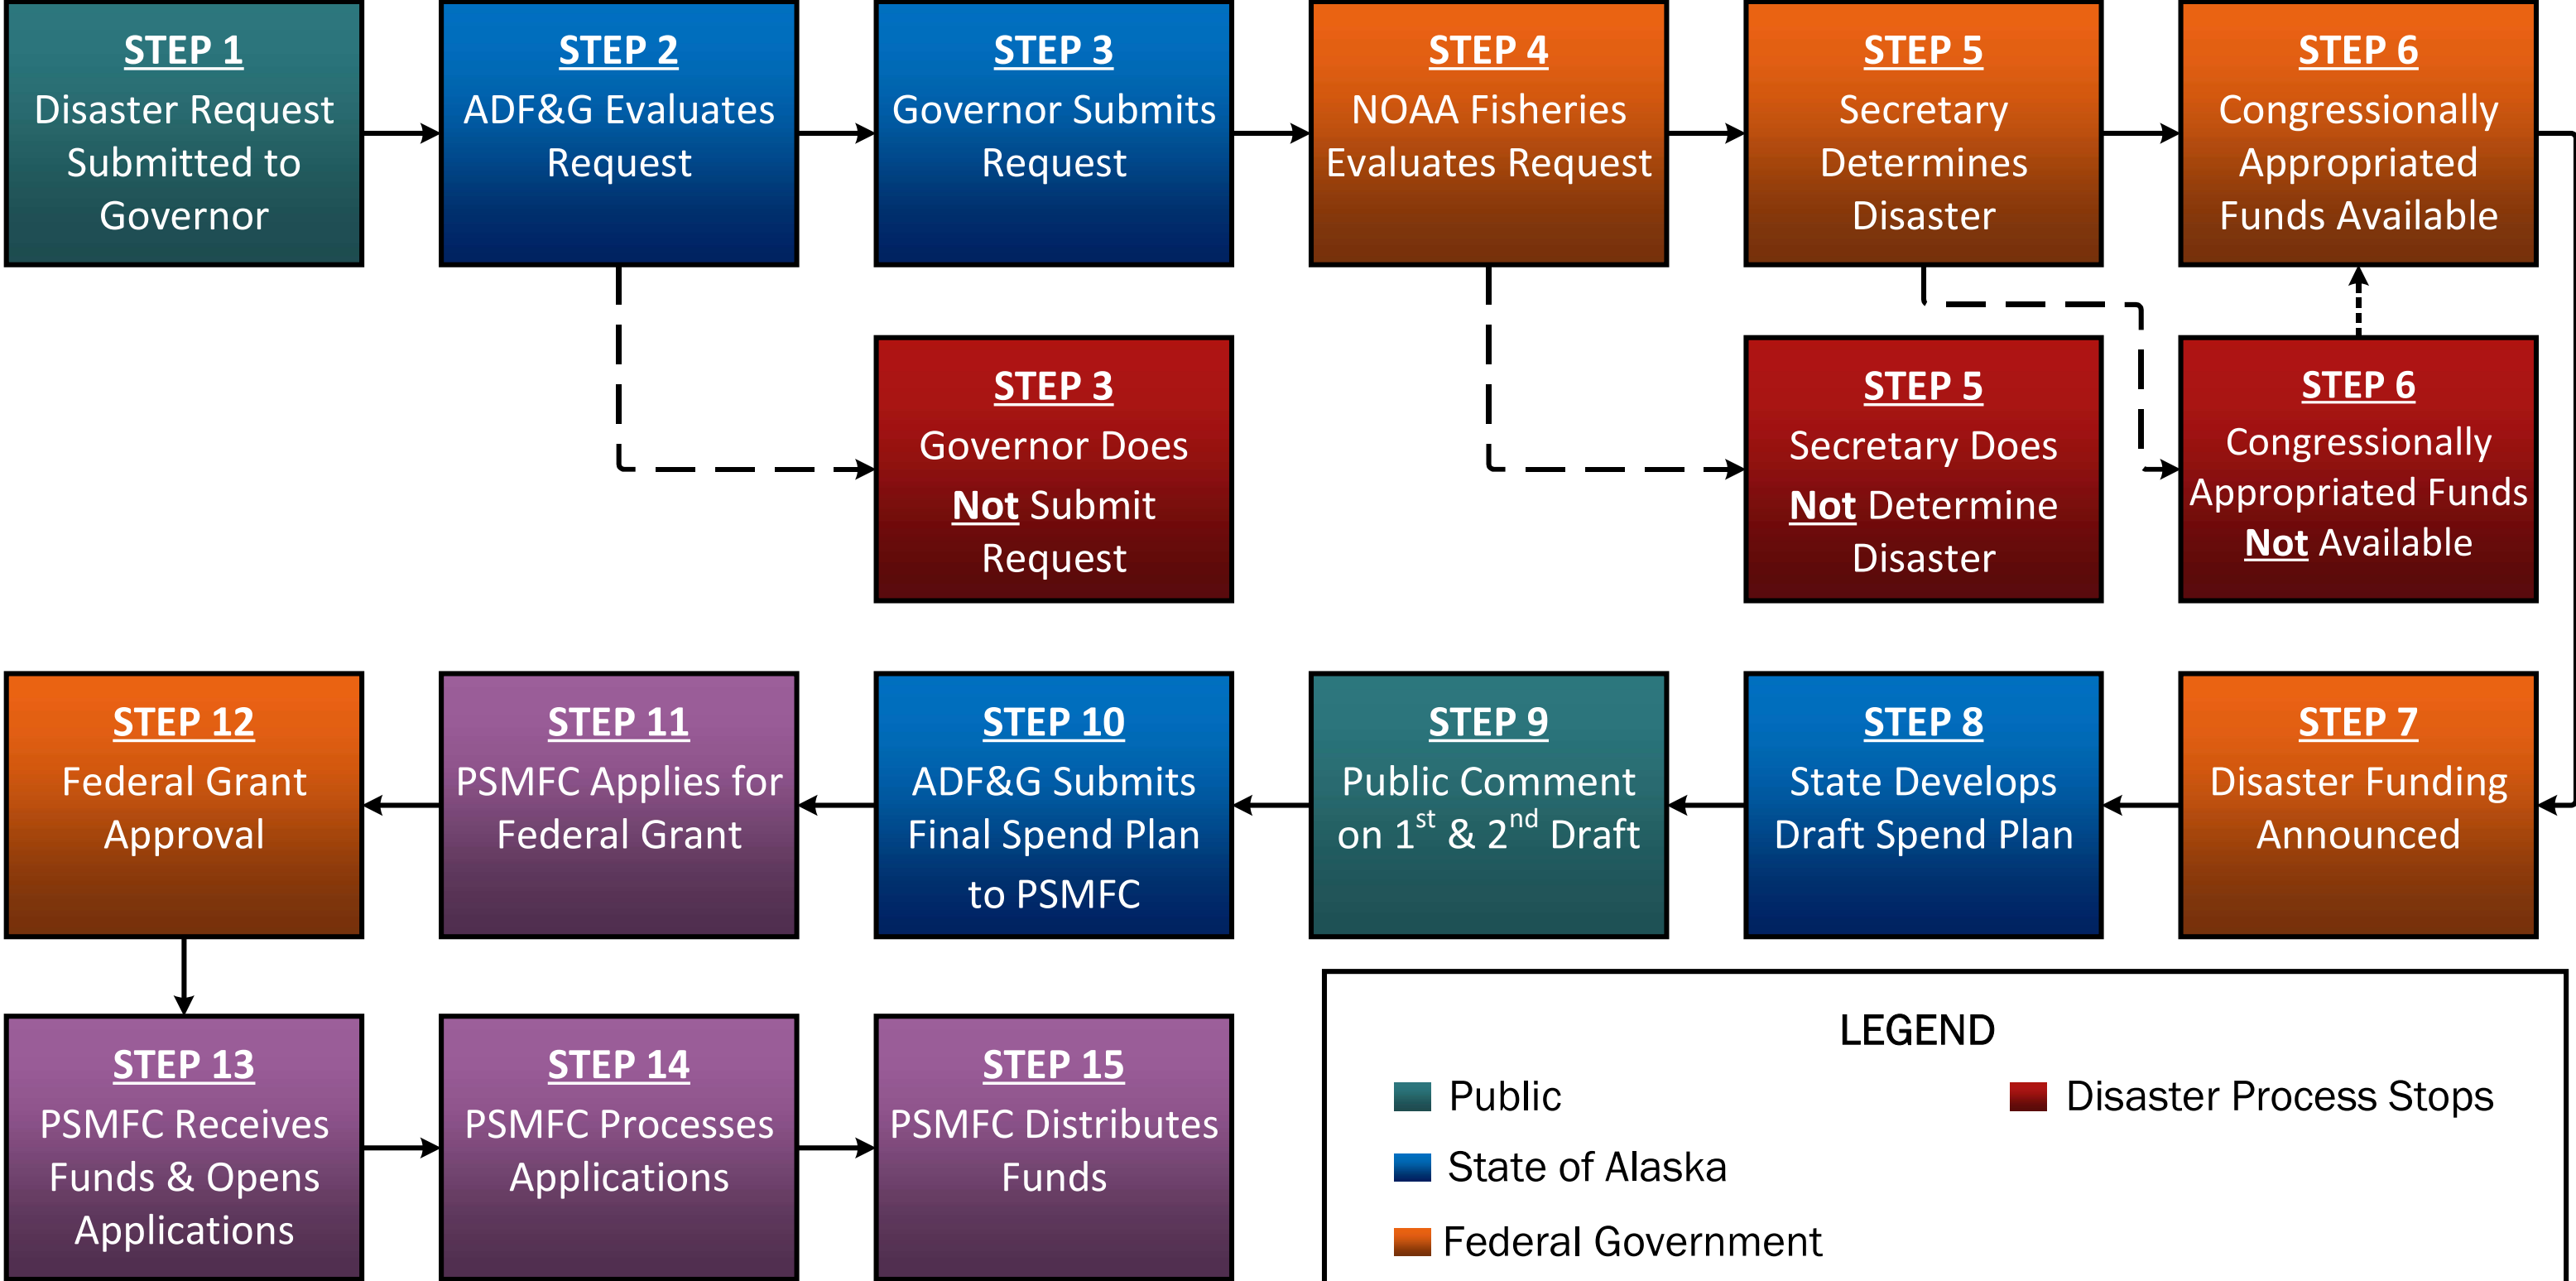 STEP 1
Disaster Request
Submitted to
Governor
STEP 2
ADF&G Evaluates
Request
STEP 3
Governor Submits
Request
STEP 4
NOAA Fisheries
Evaluates Request
STEP 5
Secretary
Determines
Disaster
STEP 6
Congressionally
Appropriated
Funds Available
STEP 3
Governor Does
Not Submit
Request
STEP 5
Secretary Does
Not Determine
Disaster
STEP 6
Congressionally
Appropriated Funds
Not Available
STEP 12
Federal Grant
Approval
STEP 11
PSMFC Applies for
Federal Grant
STEP 10
ADF&G Submits
Final Spend Plan
to PSMFC
STEP 9
Public Comment
on 1st & 2nd Draft
STEP 8
State Develops
Draft Spend Plan
STEP 7
Disaster Funding
Announced
STEP 13
PSMFC Receives
Funds & Opens
Applications
STEP 14
PSMFC Processes
Applications
STEP 15
PSMFC Distributes
Funds
LEGEND
Public
State of Alaska
Federal Government
Disaster Process Stops